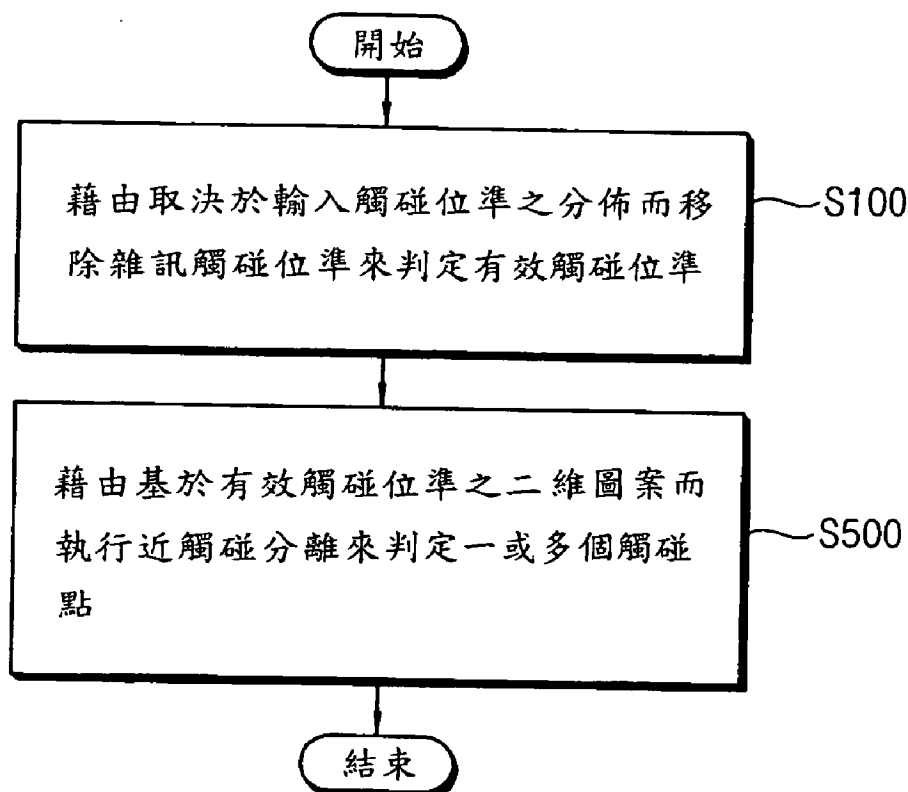 開始
藉由取決於輸入觸碰位準之分佈而移
除雜訊觸碰位準來判定有效觸碰位準
S100
藉由基於有效觸碰位準之二維圖案而
執行近觸碰分離來判定一或多個觸碰
點
S500
結束